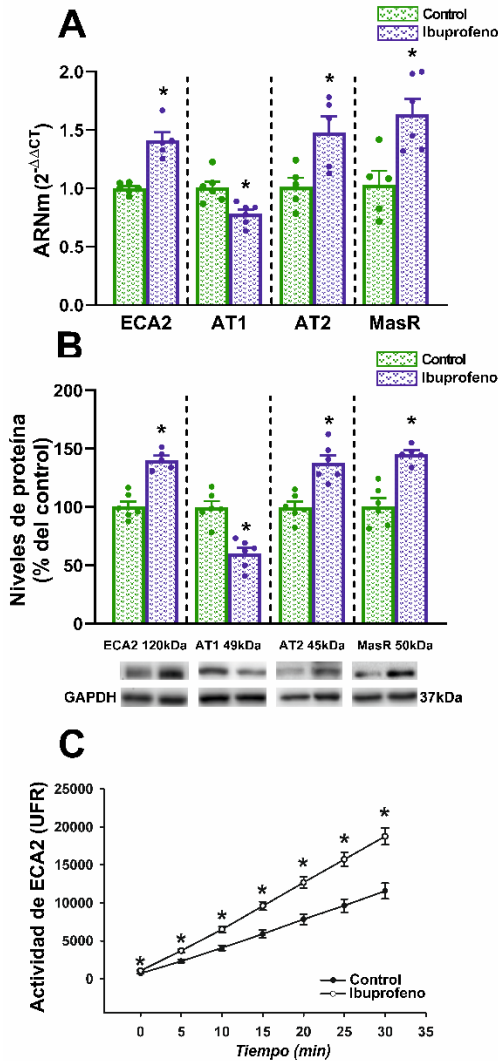 A
Control
Ibuprofeno
ARNm (2^-ΔΔCT)
2.0
1.5
1.0
0.5
0.0
* * * *
ECA2 AT1 AT2 MasR
B
Control
Ibuprofeno
Niveles de proteína
(% del control)
200
150
100
50
0
* * * *
ECA2 120kDa AT1 49kDa AT2 45kDa MasR 50kDa
GAPDH 37kDa
C
Actividad de ECA2 (UFR)
25000
20000
15000
10000
5000
0
* * * * * * *
Control
Ibuprofeno
0 5 10 15 20 25 30 35
Tiempo (min)